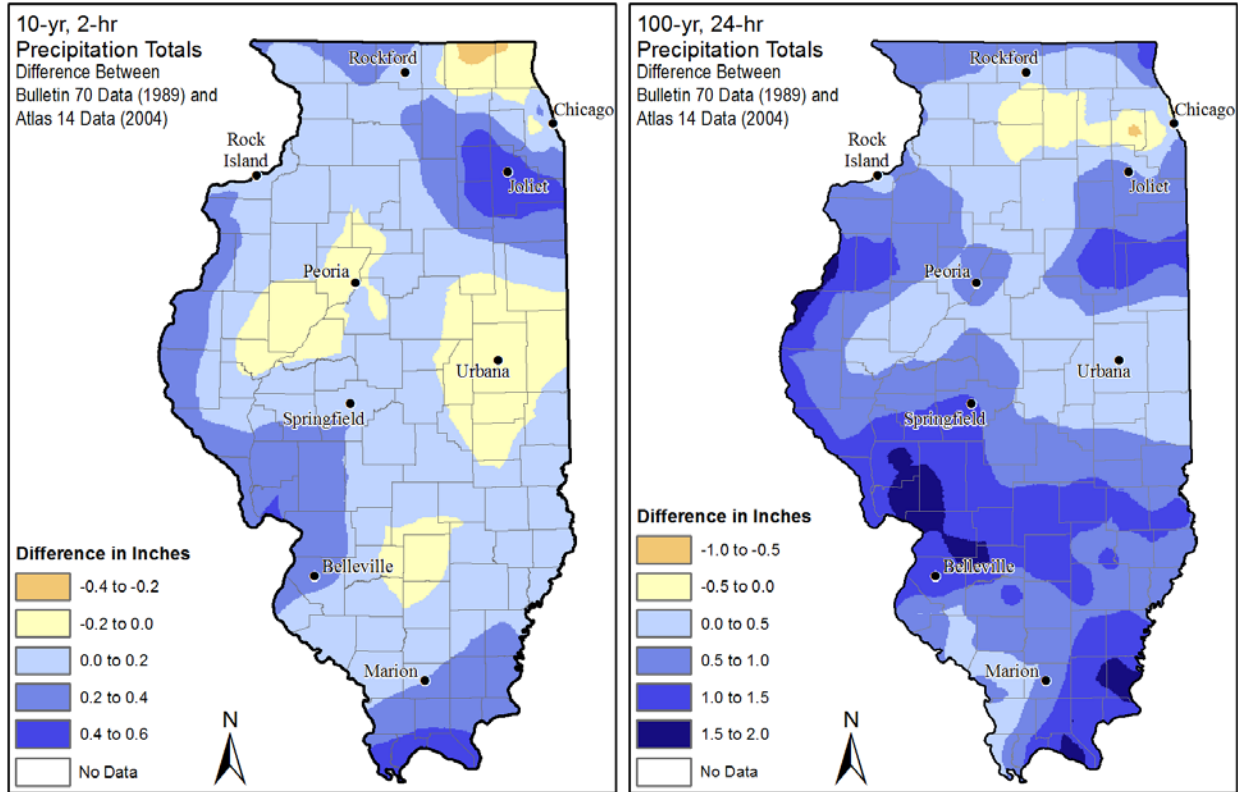 10-yr, 2-hr
Precipitation Totals
Difference Between
Bulletin 70 Data (1989) and
Atlas 14 Data (2004)
Rockford
Chicago
Rock
Island
Joliet
Peoria
Urbana
Springfield
Belleville
Marion
Difference in Inches
-0.4 to -0.2
-0.2 to 0.0
0.0 to 0.2
0.2 to 0.4
0.4 to 0.6
No Data
N
100-yr, 24-hr
Precipitation Totals
Difference Between
Bulletin 70 Data (1989) and
Atlas 14 Data (2004)
Rockford
Chicago
Rock
Island
Joliet
Peoria
Urbana
Springfield
Belleville
Marion
Difference in Inches
-1.0 to -0.5
-0.5 to 0.0
0.0 to 0.5
0.5 to 1.0
1.0 to 1.5
1.5 to 2.0
No Data
N